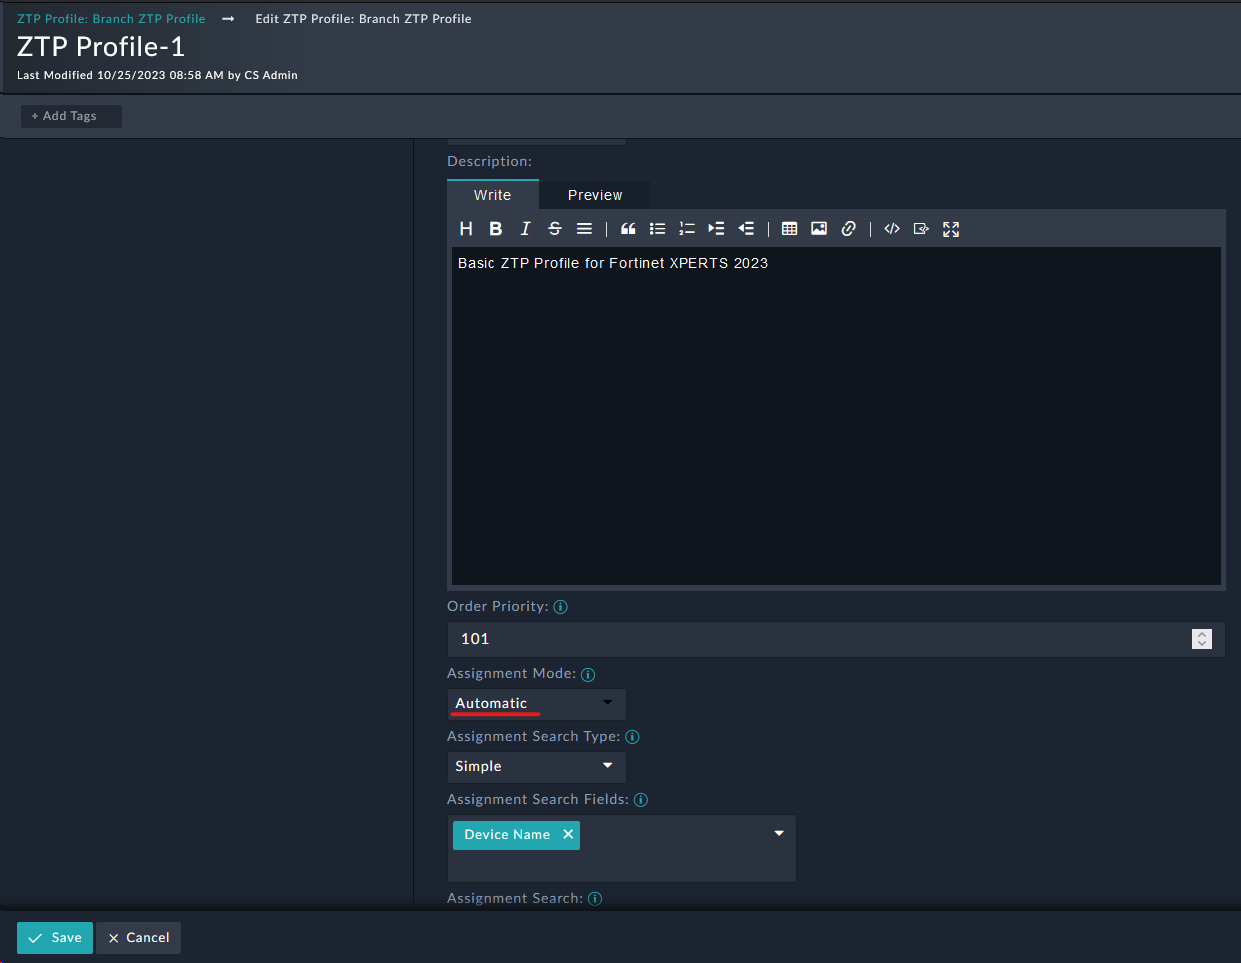 ZTP Profile: Branch ZTP Profile → Edit ZTP Profile: Branch ZTP Profile
ZTP Profile-1
Last Modified 10/25/2023 08:58 AM by CS Admin
+ Add Tags
Description:
Write Preview
H B I S
Basic ZTP Profile for Fortinet XPERTS 2023
Order Priority:
101
Assignment Mode:
Automatic
Assignment Search Type:
Simple
Assignment Search Fields:
Device Name ×
Assignment Search:
Save × Cancel